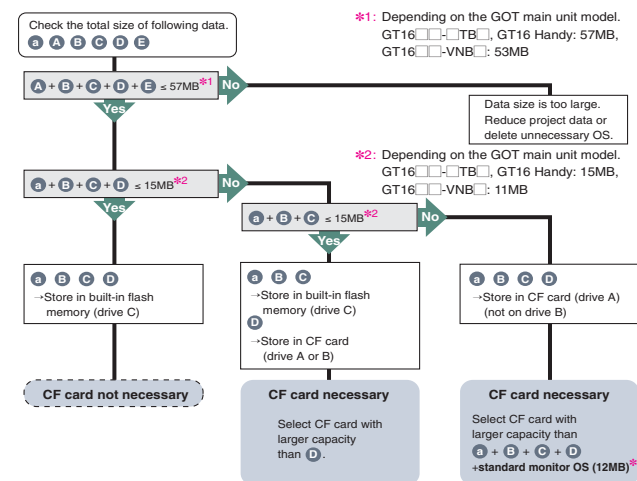 Check the total size of following data.
a A B C D E
*1: Depending on the GOT main unit model.
GT16□□-□TB□, GT16 Handy: 57MB,
GT16□□-VNB□: 53MB
A + B + C + D + E ≤ 57MB*1
No
Yes
Data size is too large.
Reduce project data or
delete unnecessary OS.
*2: Depending on the GOT main unit model.
GT16□□-□TB□, GT16 Handy: 15MB,
GT16□□-VNB□: 11MB
a + B + C + D ≤ 15MB*2
No
Yes
a + B + C ≤ 15MB*2
No
Yes
a B C D
→Store in built-in flash
memory (drive C)
a B C
→Store in built-in flash
memory (drive C)
D
→Store in CF card
(drive A or B)
a B C D
→Store in CF card (drive A)
(not on drive B)
CF card not necessary
CF card necessary
Select CF card with
larger capacity
than D.
CF card necessary
Select CF card with
larger capacity than
a + B + C + D
+standard monitor OS (12MB)*